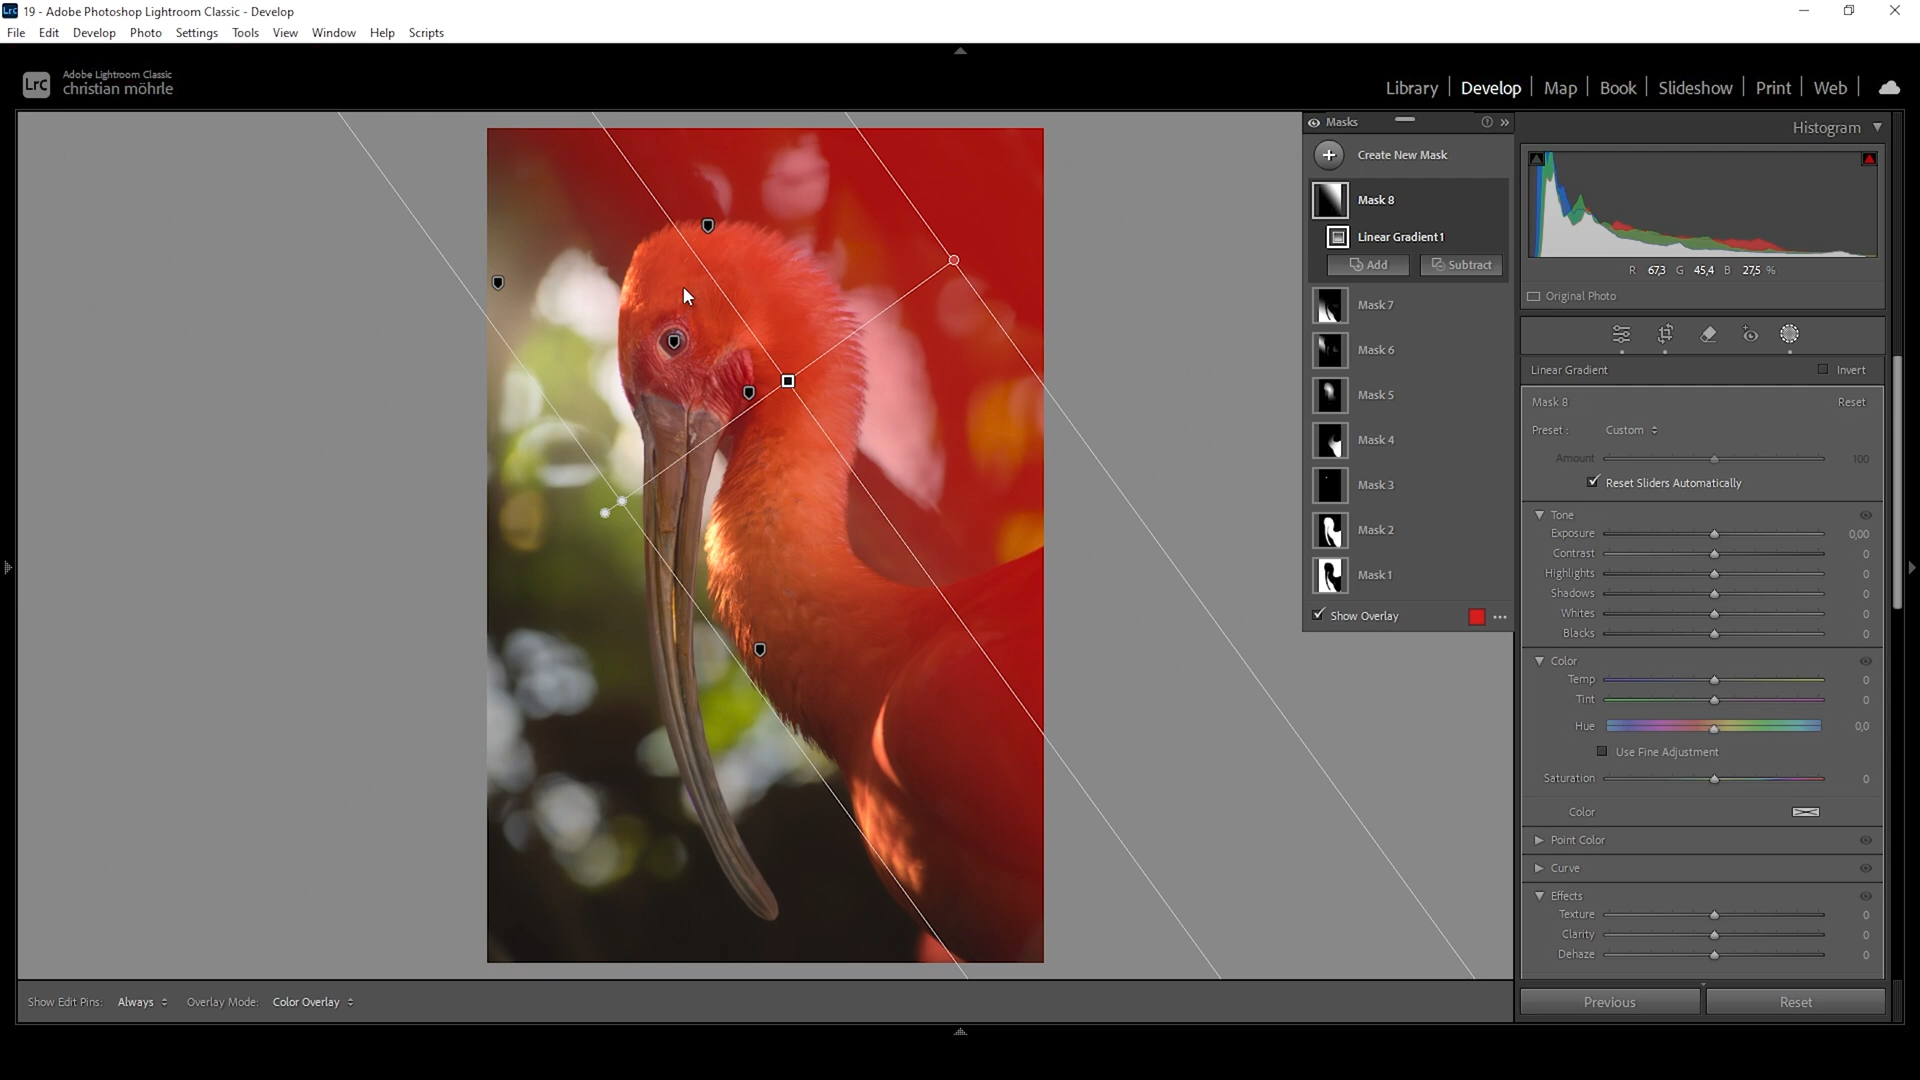 19 - Adobe Photoshop Lightroom Classic - Develop
File Edit Develop Photo Settings Tools View Window Help Scripts
LrC
Adobe Lightroom Classic
christian möhrle
Library Develop Map Book Slideshow Print Web
Masks
Create New Mask
Mask 8
Linear Gradient 1
Add Subtract
Mask 7
Mask 6
Mask 5
Mask 4
Mask 3
Mask 2
Mask 1
Show Overlay
Histogram
R 67,3 G 45,4 B 27,5 %
Original Photo
Linear Gradient Invert
Mask 8 Reset
Preset : Custom
Amount 100
Reset Sliders Automatically
Tone
Exposure 0,00
Contrast 0
Highlights 0
Shadows 0
Whites 0
Blacks 0
Color
Temp 0
Tint 0
Hue 0,0
Use Fine Adjustment
Saturation 0
Color
Point Color
Curve
Effects
Texture 0
Clarity 0
Dehaze 0
Previous Reset
Show Edit Pins: Always Overlay Mode: Color Overlay